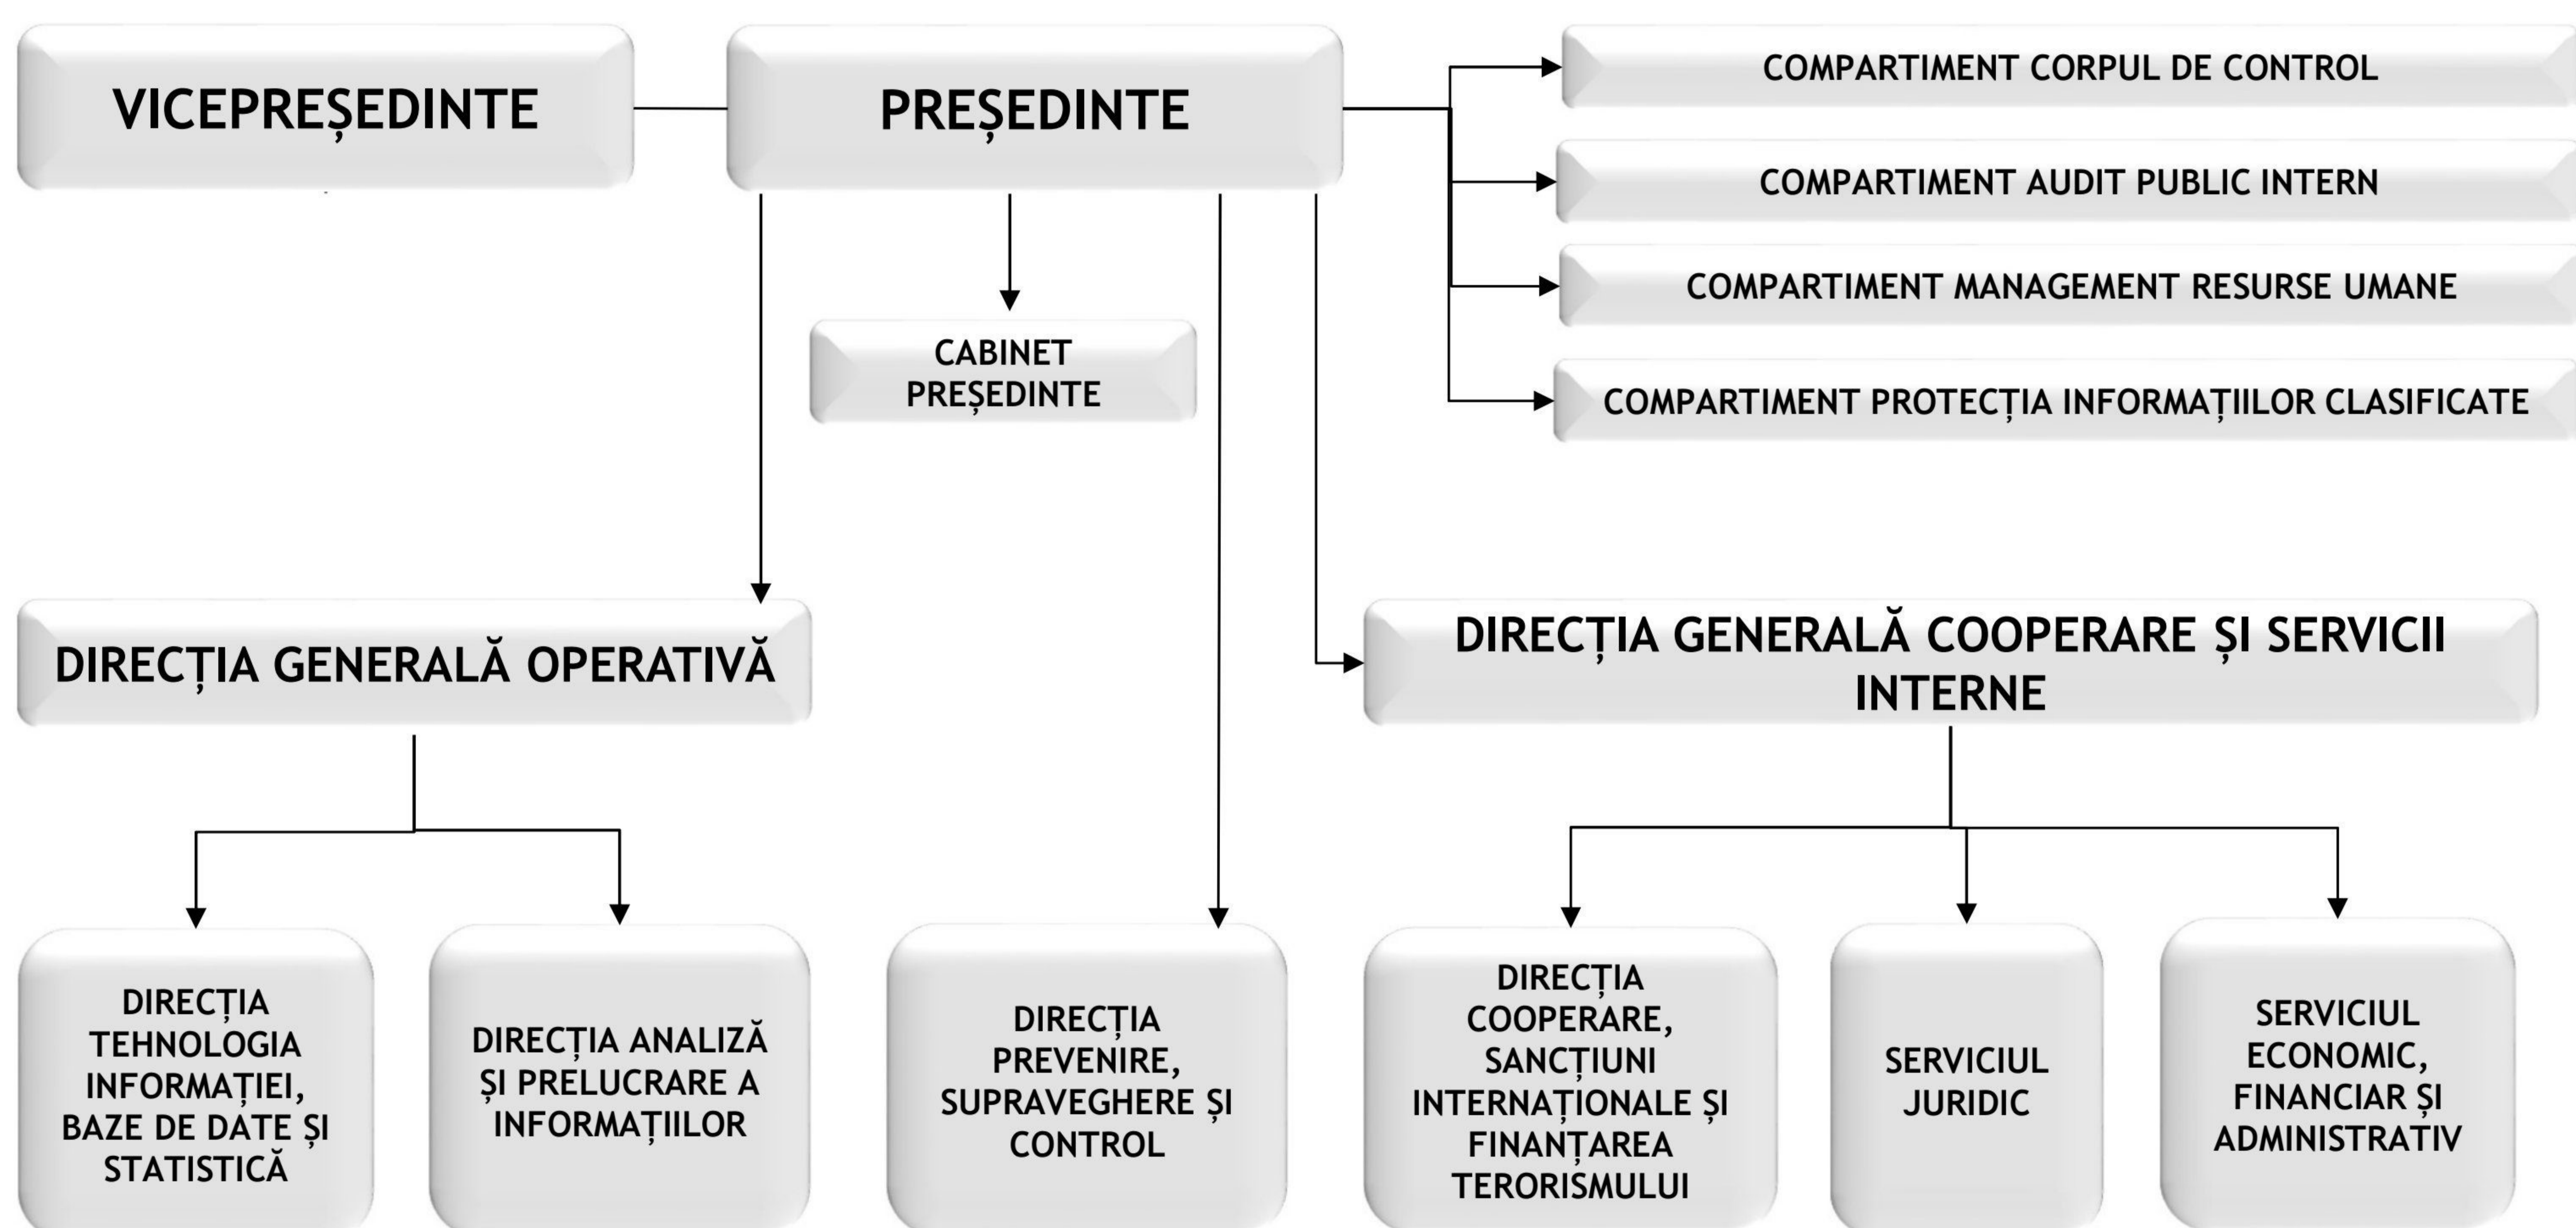 VICEPREȘEDINTE
PREȘEDINTE
COMPARTIMENT CORPUL DE CONTROL
COMPARTIMENT AUDIT PUBLIC INTERN
COMPARTIMENT MANAGEMENT RESURSE UMANE
COMPARTIMENT PROTECȚIA INFORMAȚIILOR CLASIFICATE
CABINET
PREȘEDINTE
DIRECȚIA GENERALĂ OPERATIVĂ
DIRECȚIA GENERALĂ COOPERARE ȘI SERVICII
INTERNE
DIRECȚIA
TEHNOLOGIA
INFORMAȚIEI,
BAZE DE DATE ȘI
STATISTICĂ
DIRECȚIA ANALIZĂ
ȘI PRELUCRARE A
INFORMAȚIILOR
DIRECȚIA
PREVENIRE,
SUPRAVEGHERE ȘI
CONTROL
DIRECȚIA
COOPERARE,
SANCȚIUNI
INTERNAȚIONALE ȘI
FINANȚAREA
TERORISMULUI
SERVICIUL
JURIDIC
SERVICIUL
ECONOMIC,
FINANCIAR ȘI
ADMINISTRATIV